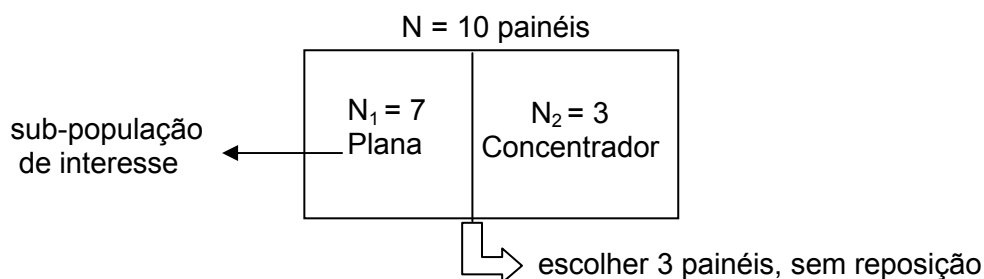 N = 10 painéis
N₁ = 7
Plana
N₂ = 3
Concentrador
sub-população
de interesse
escolher 3 painéis, sem reposição